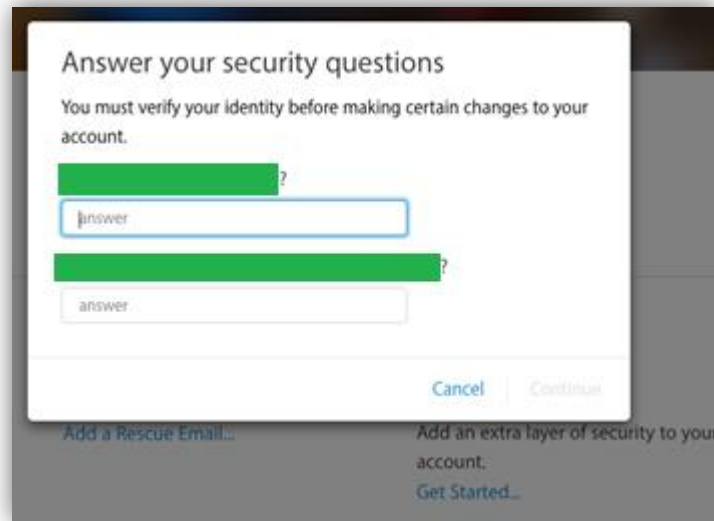 Answer your security questions
You must verify your identity before making certain changes to your
account.
?
answer
?
answer
Cancel
Continue
Add a Rescue Email...
Add an extra layer of security to your
account.
Get Started...